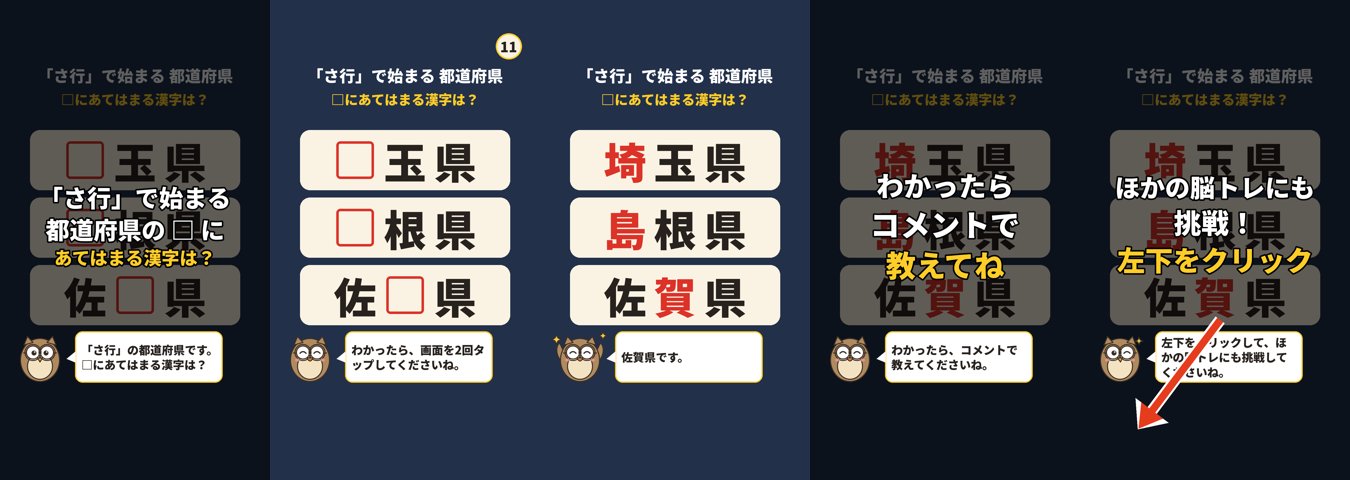 「さ行」で始まる 都道府県
□にあてはまる漢字は？
□玉県
「さ行」で始まる
都道府県の □ に
あてはまる漢字は？
□根県
佐□県
「さ行」の都道府県です。
□にあてはまる漢字は？
11
「さ行」で始まる 都道府県
□にあてはまる漢字は？
□玉県
□根県
佐□県
わかったら、画面を2回タ
ップしてくださいね。
「さ行」で始まる 都道府県
□にあてはまる漢字は？
埼玉県
島根県
佐賀県
佐賀県です。
「さ行」で始まる 都道府県
□にあてはまる漢字は？
埼玉県
わかったら
コメントで
教えてね
島根県
佐賀県
わかったら、コメントで
教えてくださいね。
「さ行」で始まる 都道府県
□にあてはまる漢字は？
埼玉県
ほかの脳トレにも
挑戦！
左下をクリック
島根県
佐賀県
左下をクリックして、ほ
かの脳トレにも挑戦して
くださいね。